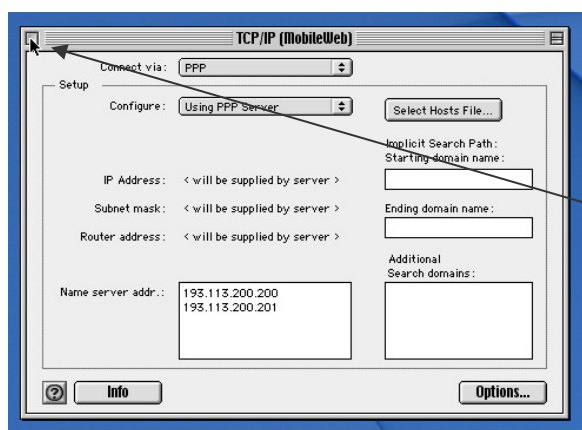 TCP/IP (MobileWeb)
Connect via: PPP
Setup
Configure: Using PPP Server
Select Hosts File...
Implicit Search Path:
Starting domain name:
IP Address: < will be supplied by server >
Subnet mask: < will be supplied by server >
Ending domain name:
Router address: < will be supplied by server >
Additional
Search domains:
Name server addr.: 193.113.200.200
193.113.200.201
? Info
Options...